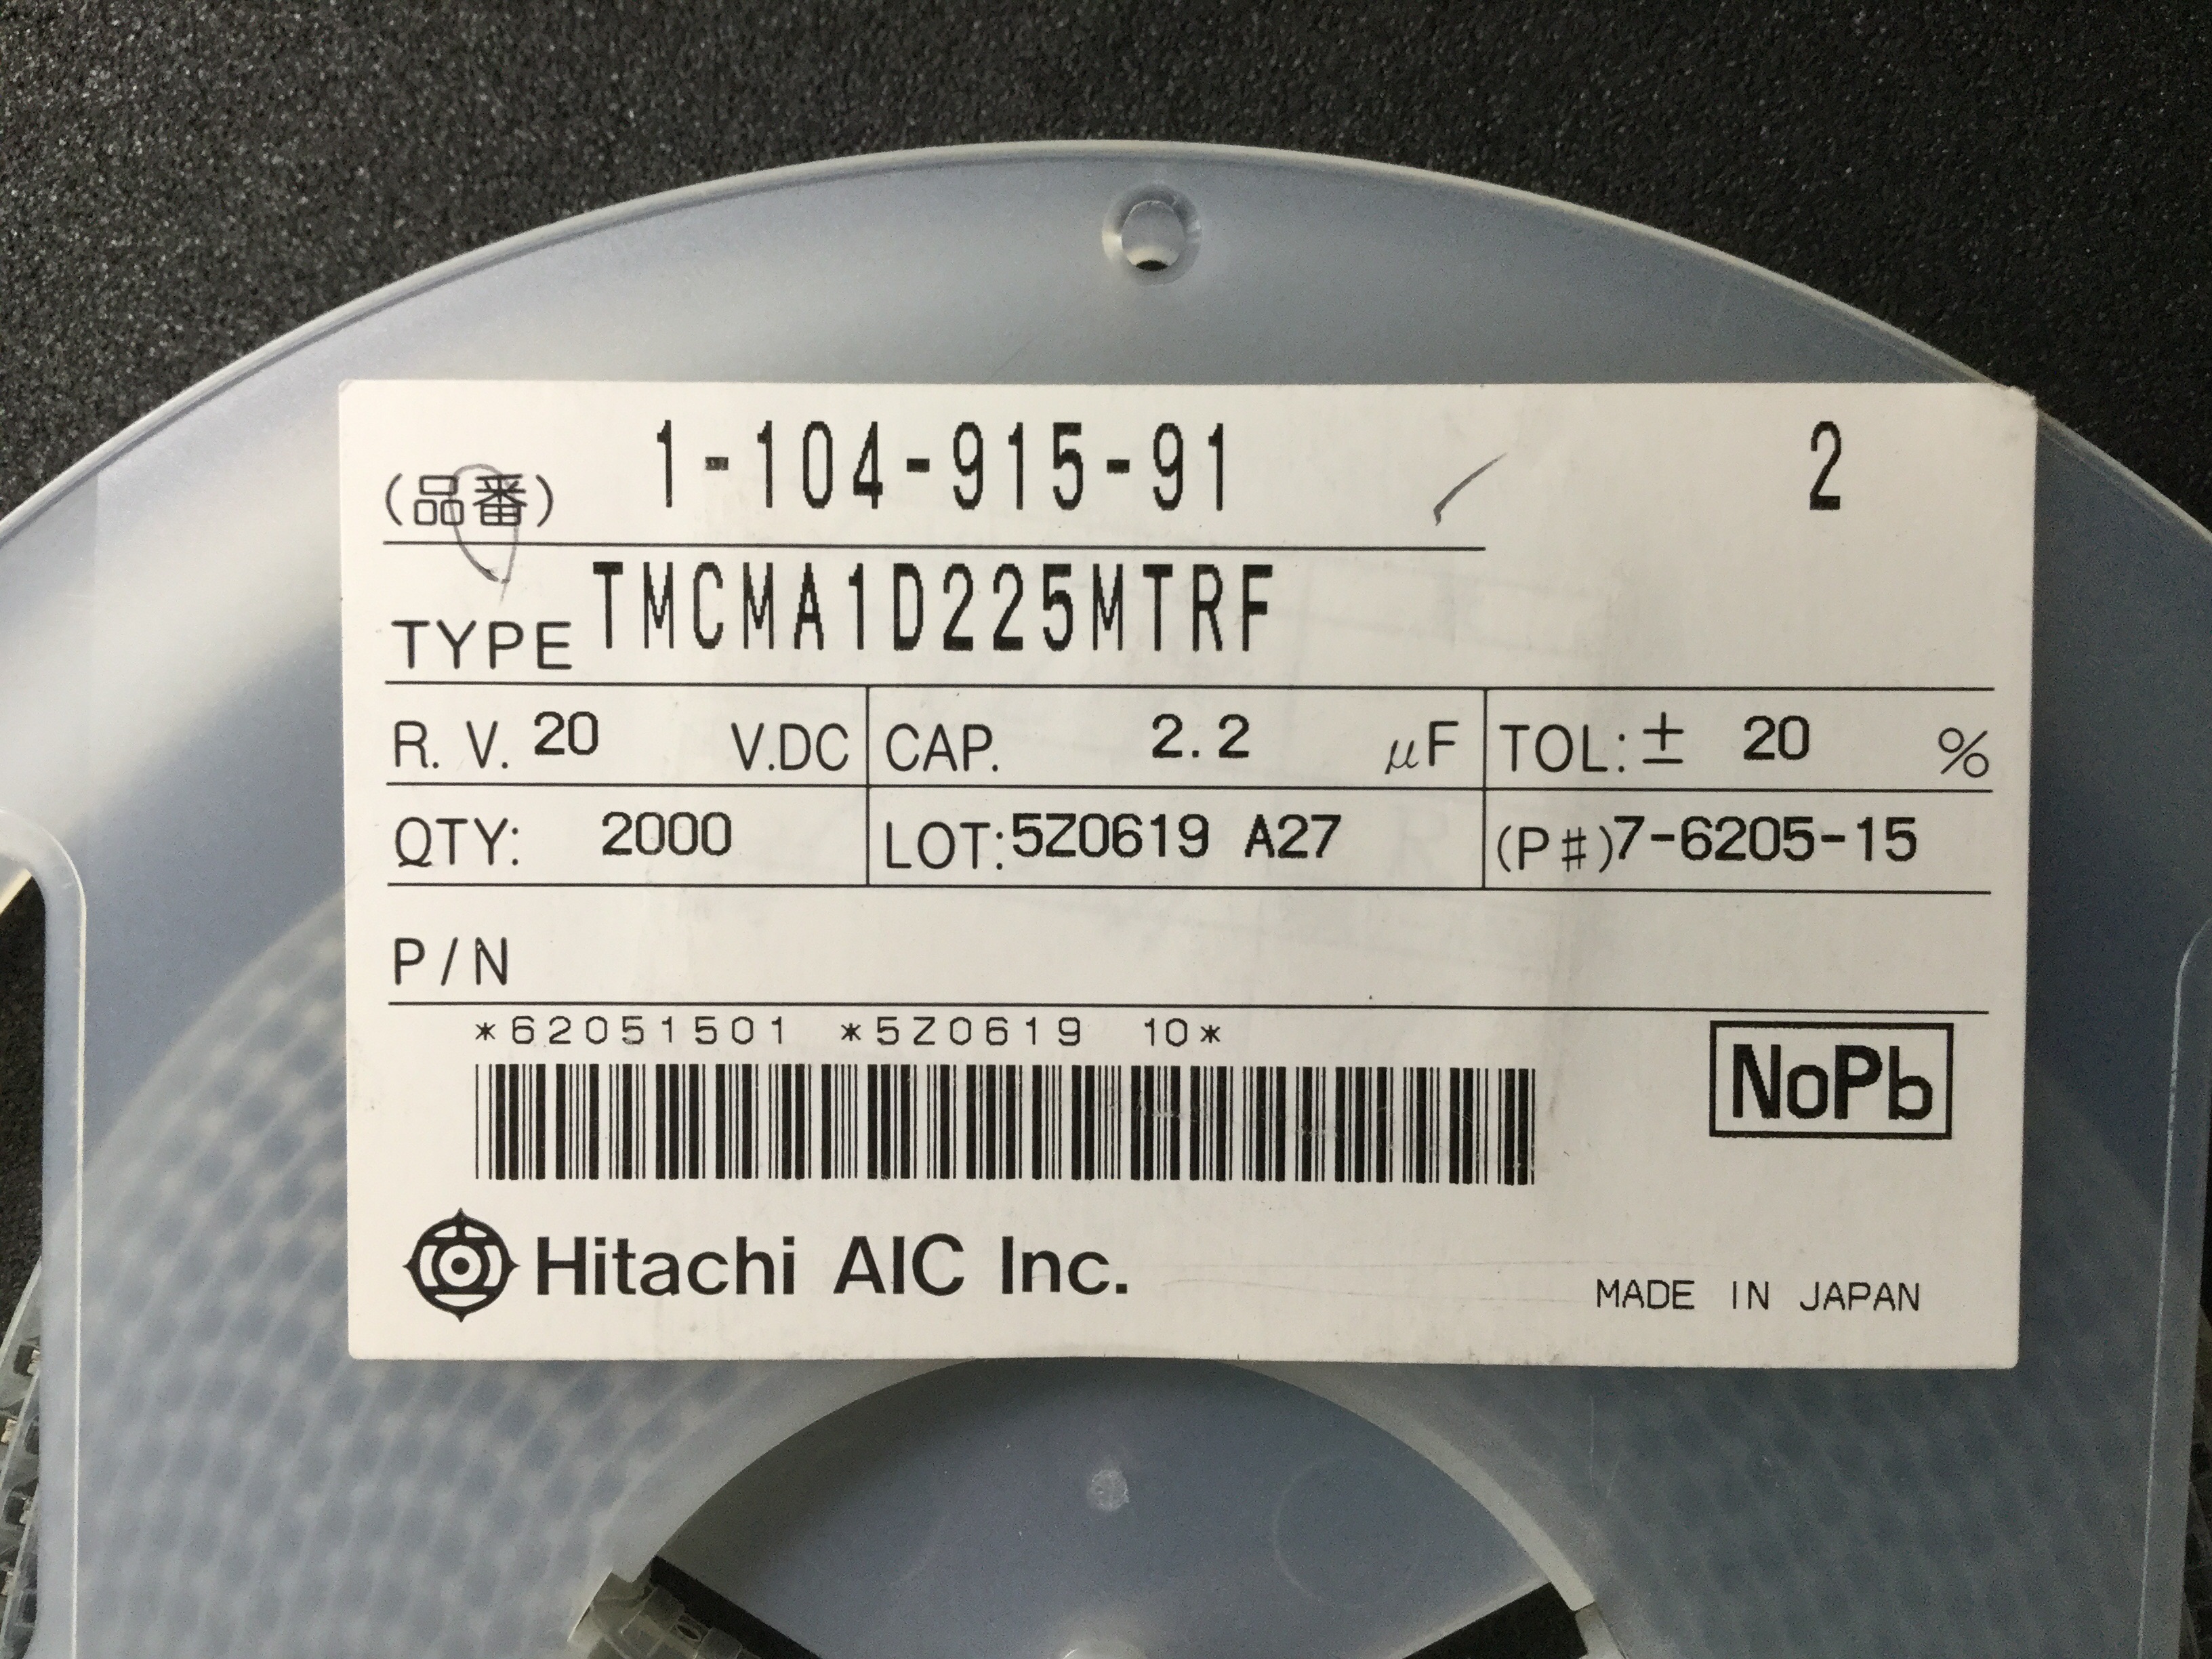 (品番) 1-104-915-91 2
TYPE TMCMA1D225MTRF
R. V. 20 V.DC CAP. 2.2 μF TOL: ± 20 %
QTY: 2000 LOT: 5Z0619 A27 (P#) 7-6205-15
P/N
*62051501 *5Z0619 10*
NoPb
Hitachi AIC Inc.
MADE IN JAPAN